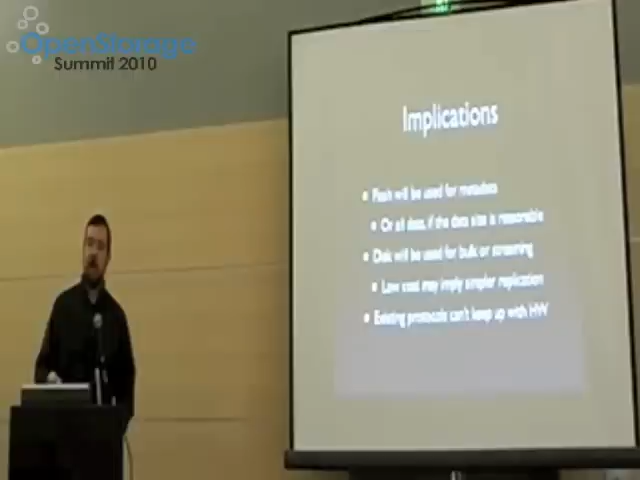 OpenStorage
Summit 2010
Implications
Flash will be used for metadata
Or all data, if the data size is reasonable
Disk will be used for bulk or streaming
Low cost may imply simpler replication
Existing protocols can't keep up with HW